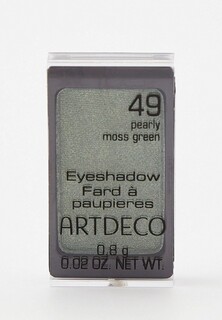 49
pearly
moss green
Eyeshadow
Fard à
paupieres
ARTDECO
0,8 g
0.02 OZ. NET WT.